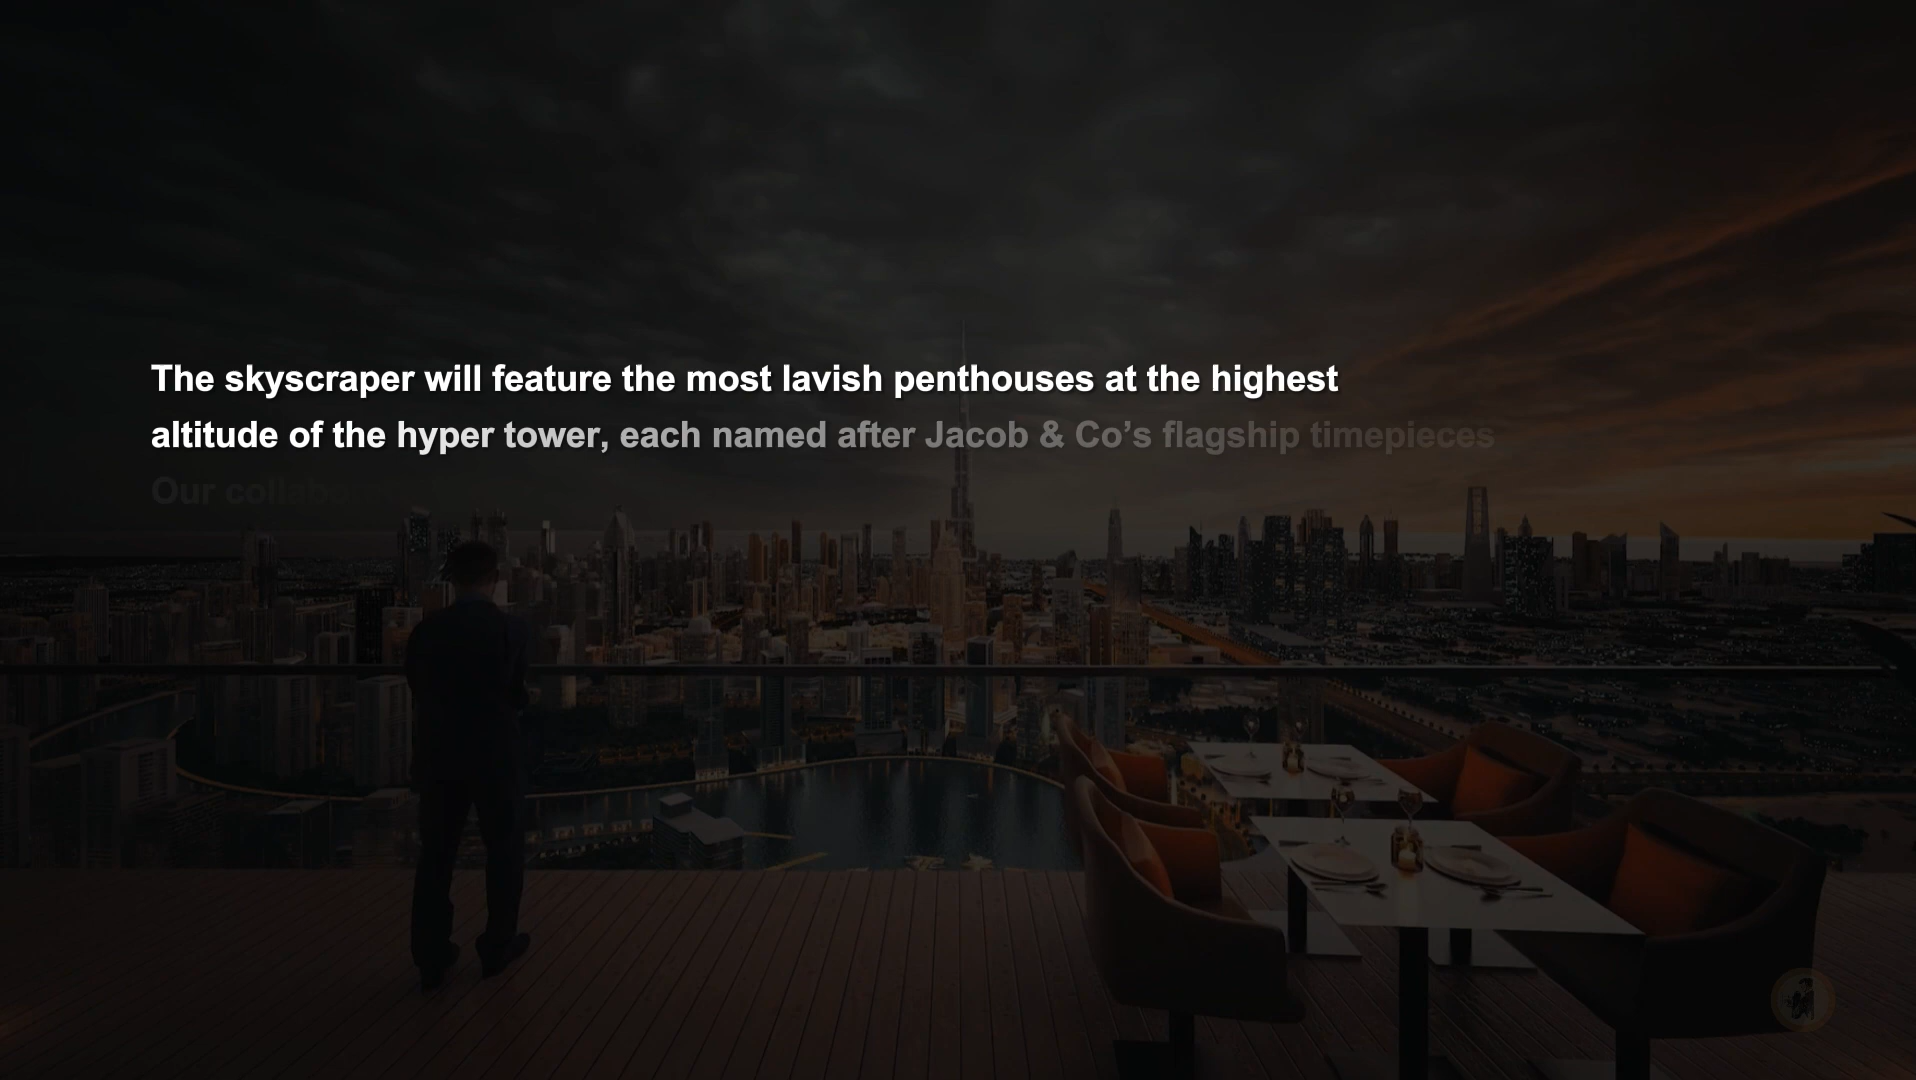 The skyscraper will feature the most lavish penthouses at the highest
altitude of the hyper tower, each named after Jacob & Co’s flagship timepieces
Our